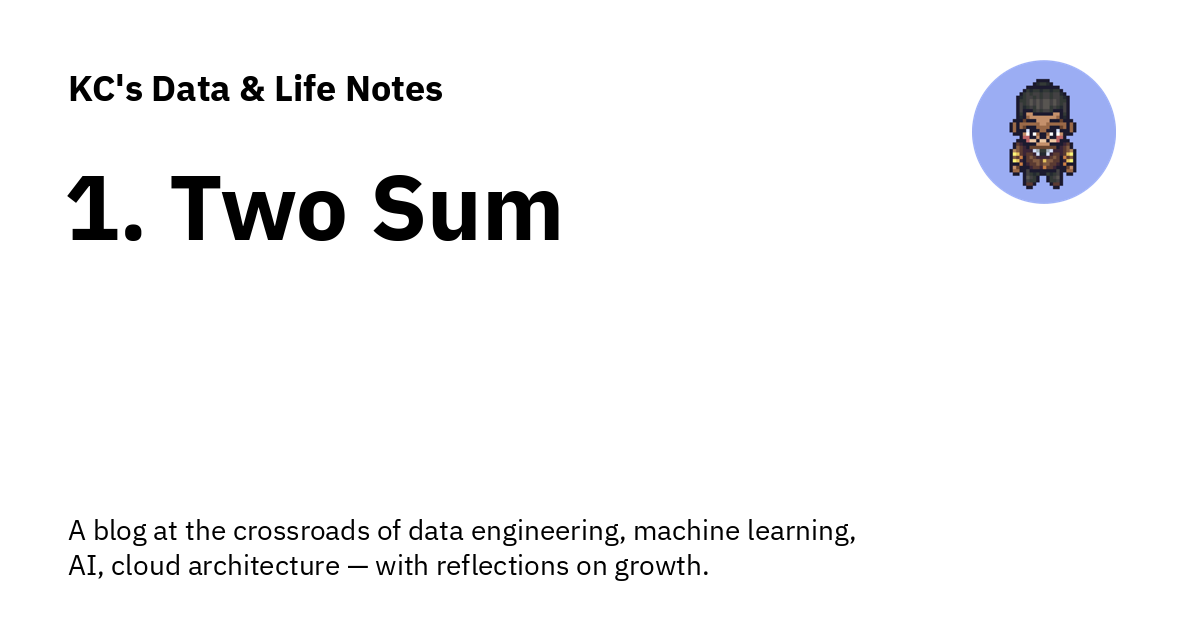 KC's Data & Life Notes
1. Two Sum
A blog at the crossroads of data engineering, machine learning,
AI, cloud architecture — with reflections on growth.